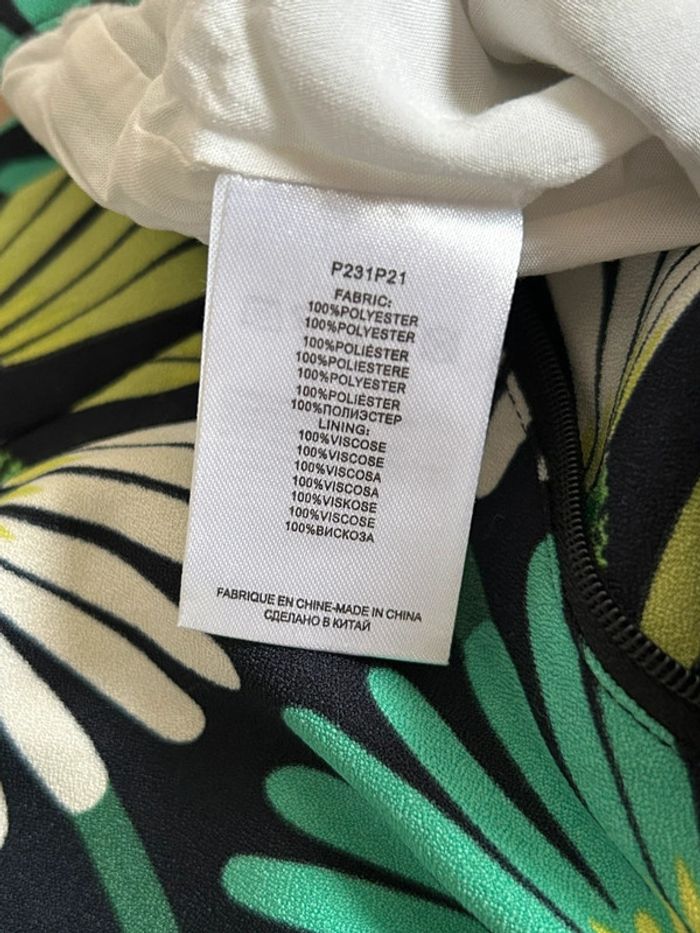 P231P21
FABRIC:
100%POLYESTER
100%POLYESTER
100%POLIÉSTER
100%POLIESTERE
100%POLYESTER
100%POLIÈSTER
100%ПОЛИЭСТЕР
LINING:
100%VISCOSE
100%VISCOSE
100%VISCOSA
100%VISCOSA
100%VISKOSE
100%VISCOSE
100%ВИСКОЗА
FABRIQUE EN CHINE-MADE IN CHINA
СДЕЛАНО В КИТАЙ